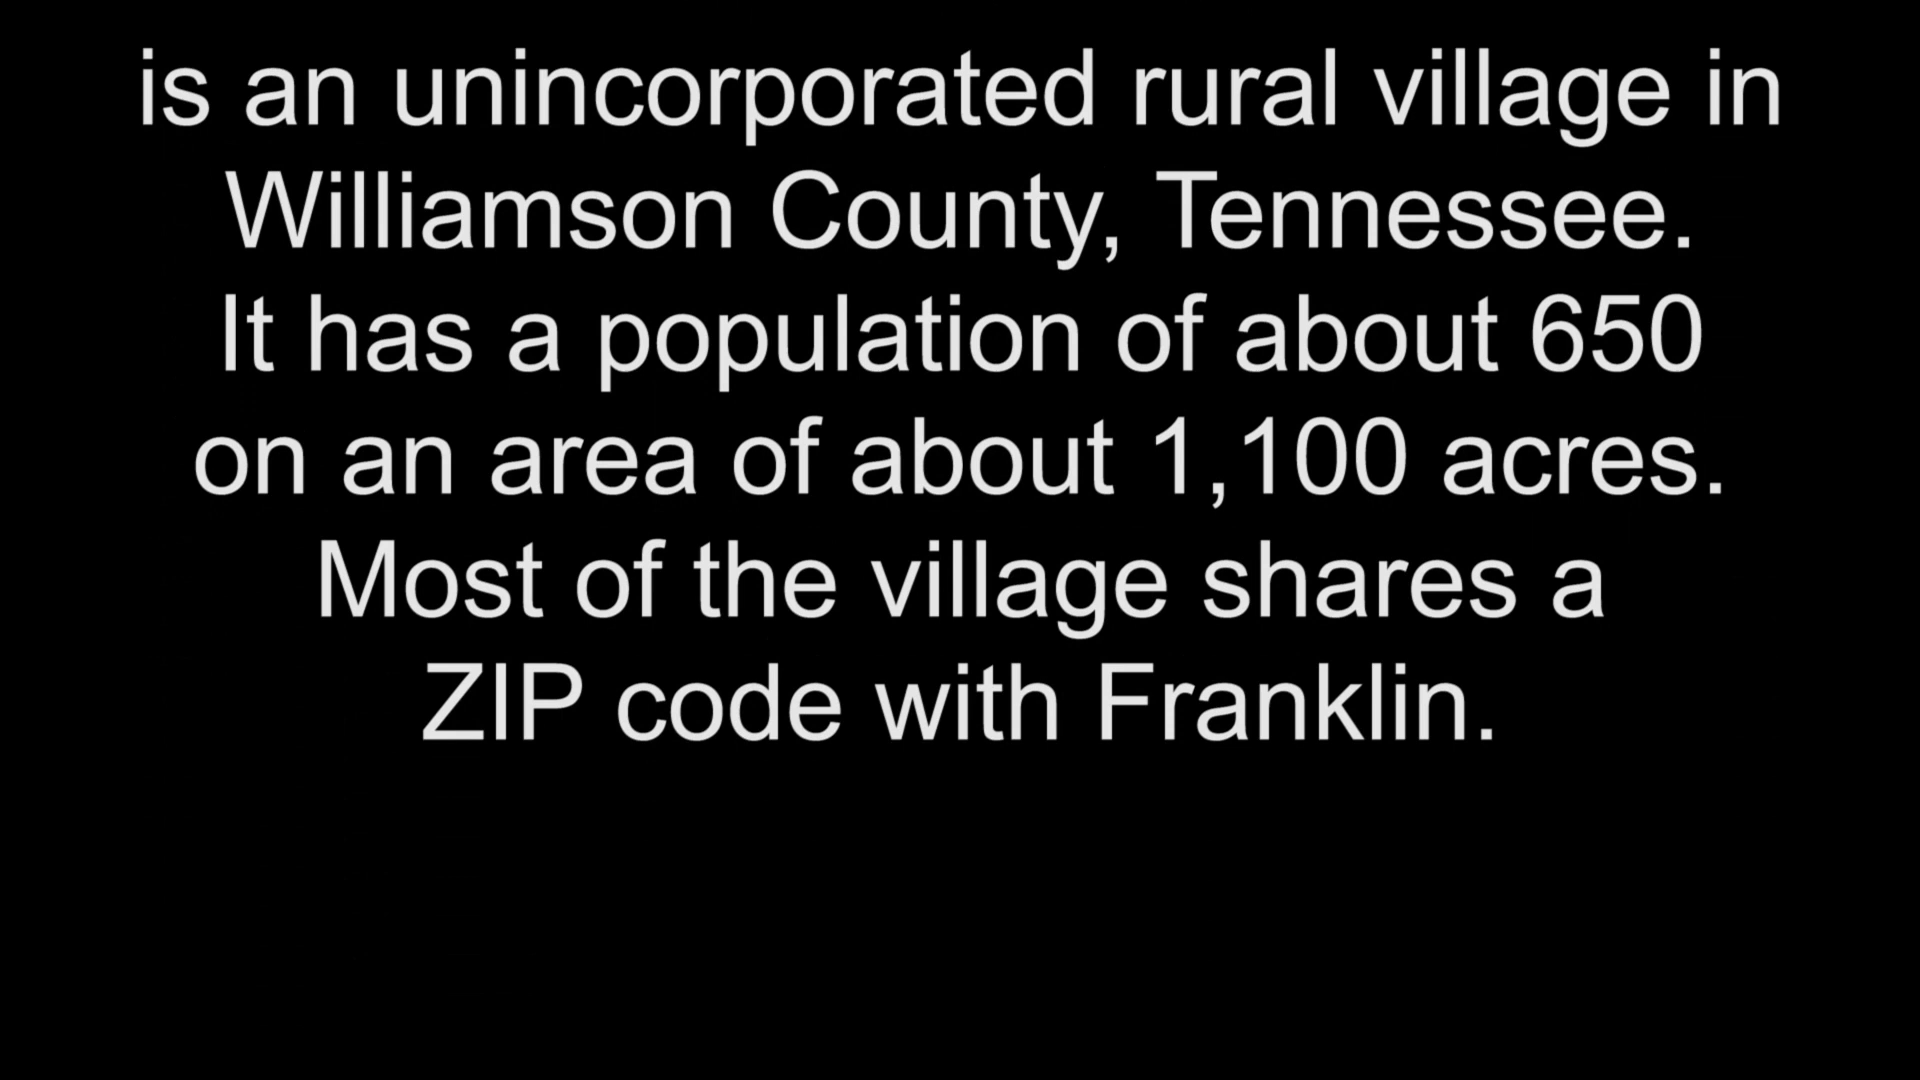 is an unincorporated rural village in
Williamson County, Tennessee.
It has a population of about 650
on an area of about 1,100 acres.
Most of the village shares a
ZIP code with Franklin.